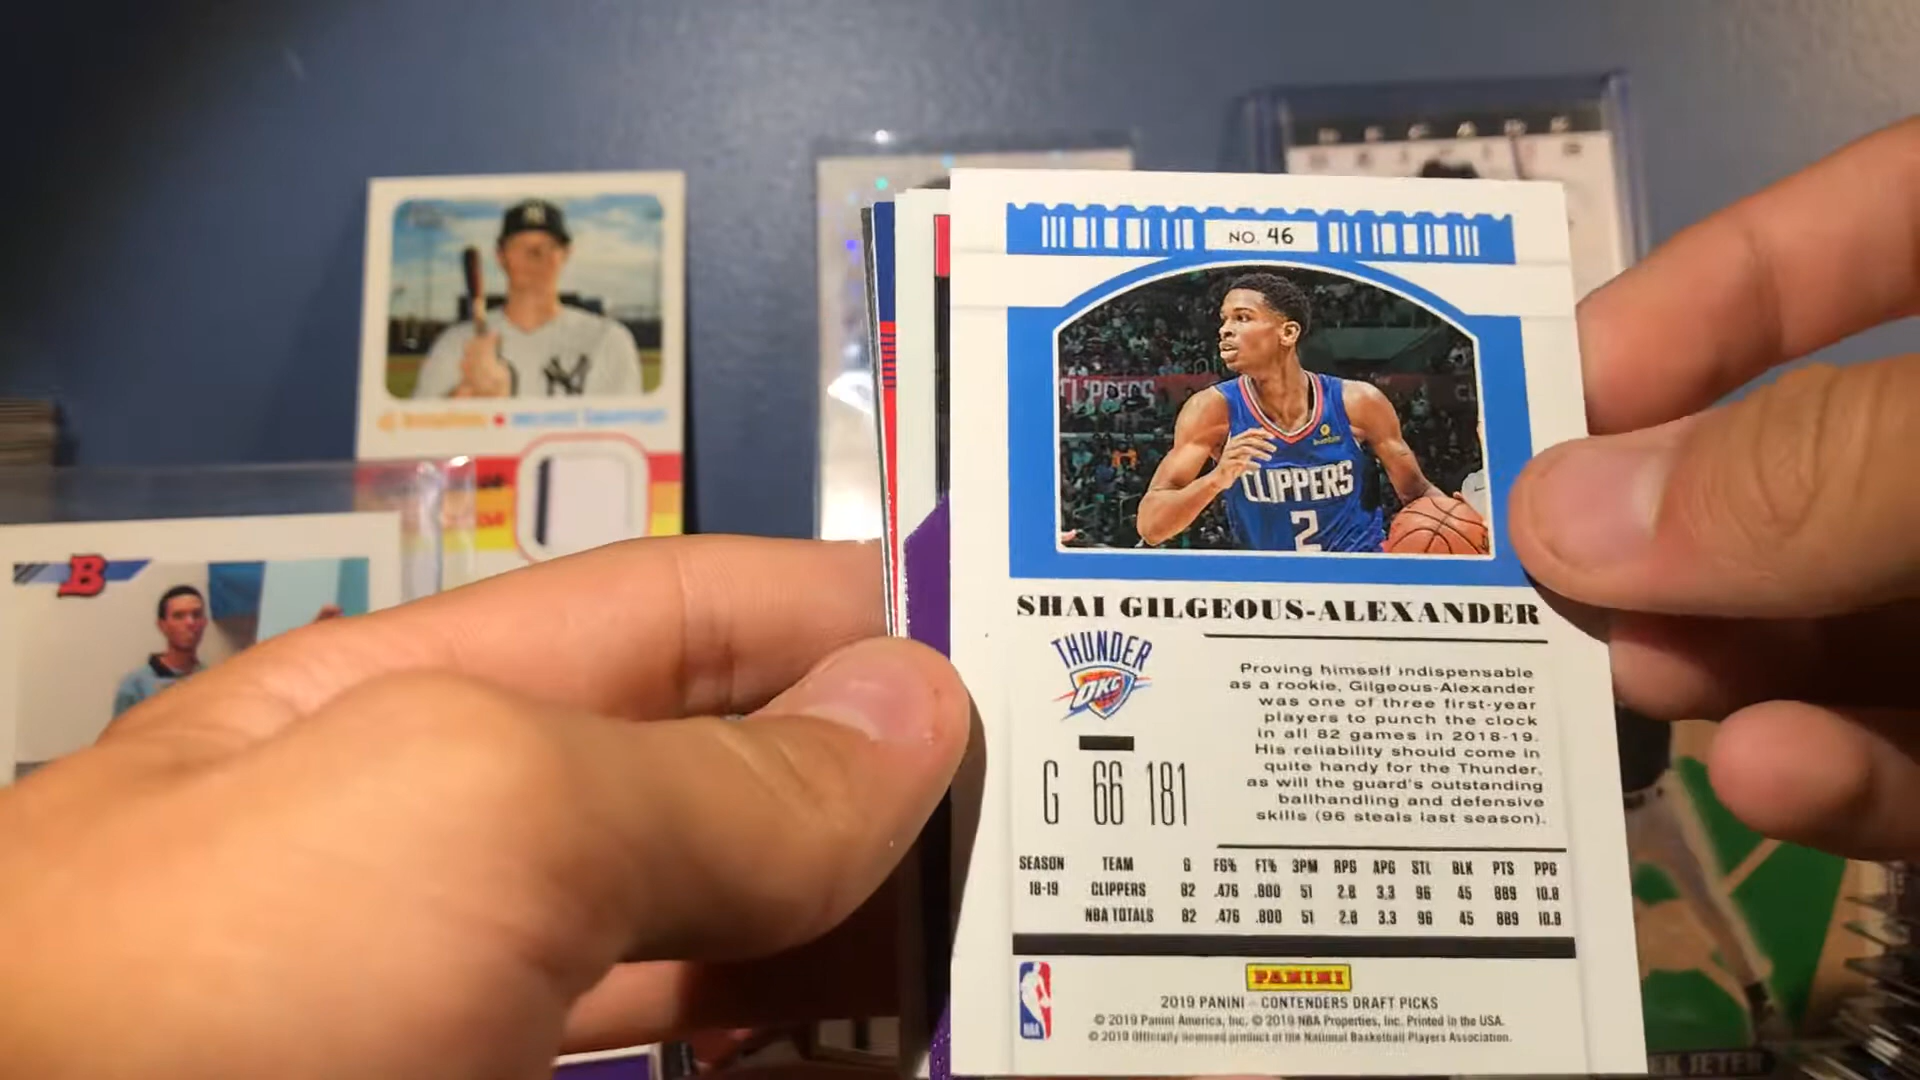 NO. 46
CLIPPERS
CLIPPERS
2
SHAI GILGEOUS-ALEXANDER
THUNDER
OKC
Proving himself indispensable
as a rookie, Gilgeous-Alexander
was one of three first-year
players to punch the clock
in all 82 games in 2018-19.
His reliability should come in
quite handy for the Thunder,
as will the guard's outstanding
ballhandling and defensive
skills (96 steals last season).
G 66 181
SEASON TEAM G FG% FT% 3PM RPG APG STL BLK PTS PPG
18-19 CLIPPERS 82 .476 .800 51 2.8 3.3 96 45 889 10.8
NBA TOTALS 82 .476 .800 51 2.8 3.3 96 45 889 10.8
NBA
PANINI
2019 PANINI - CONTENDERS DRAFT PICKS
© 2019 Panini America, Inc. © 2019 NBA Properties, Inc. Printed in the USA.
© 2019 Officially licensed product of the National Basketball Players Association.
B
DECADE
EK JETER